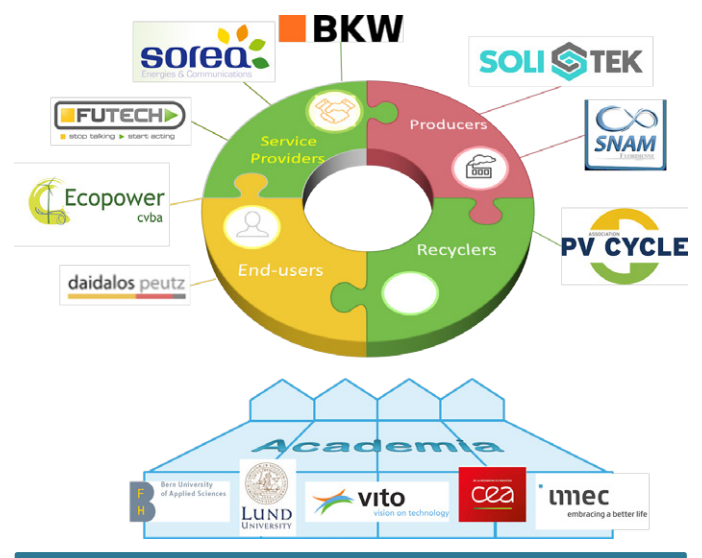 BKW
sorea
Energies & Communications
SOLITEK
FUTECH
stop talking ▶ start acting
Service
Providers
Producers
SNAM
Ecopower
cvba
ASSOCIATION
PV CYCLE
End-users
Recyclers
daidalos peutz
Academia
B
F
H
Bern University
of Applied Sciences
LUND
UNIVERSITY
vito
vision on technology
cea
imec
embracing a better life